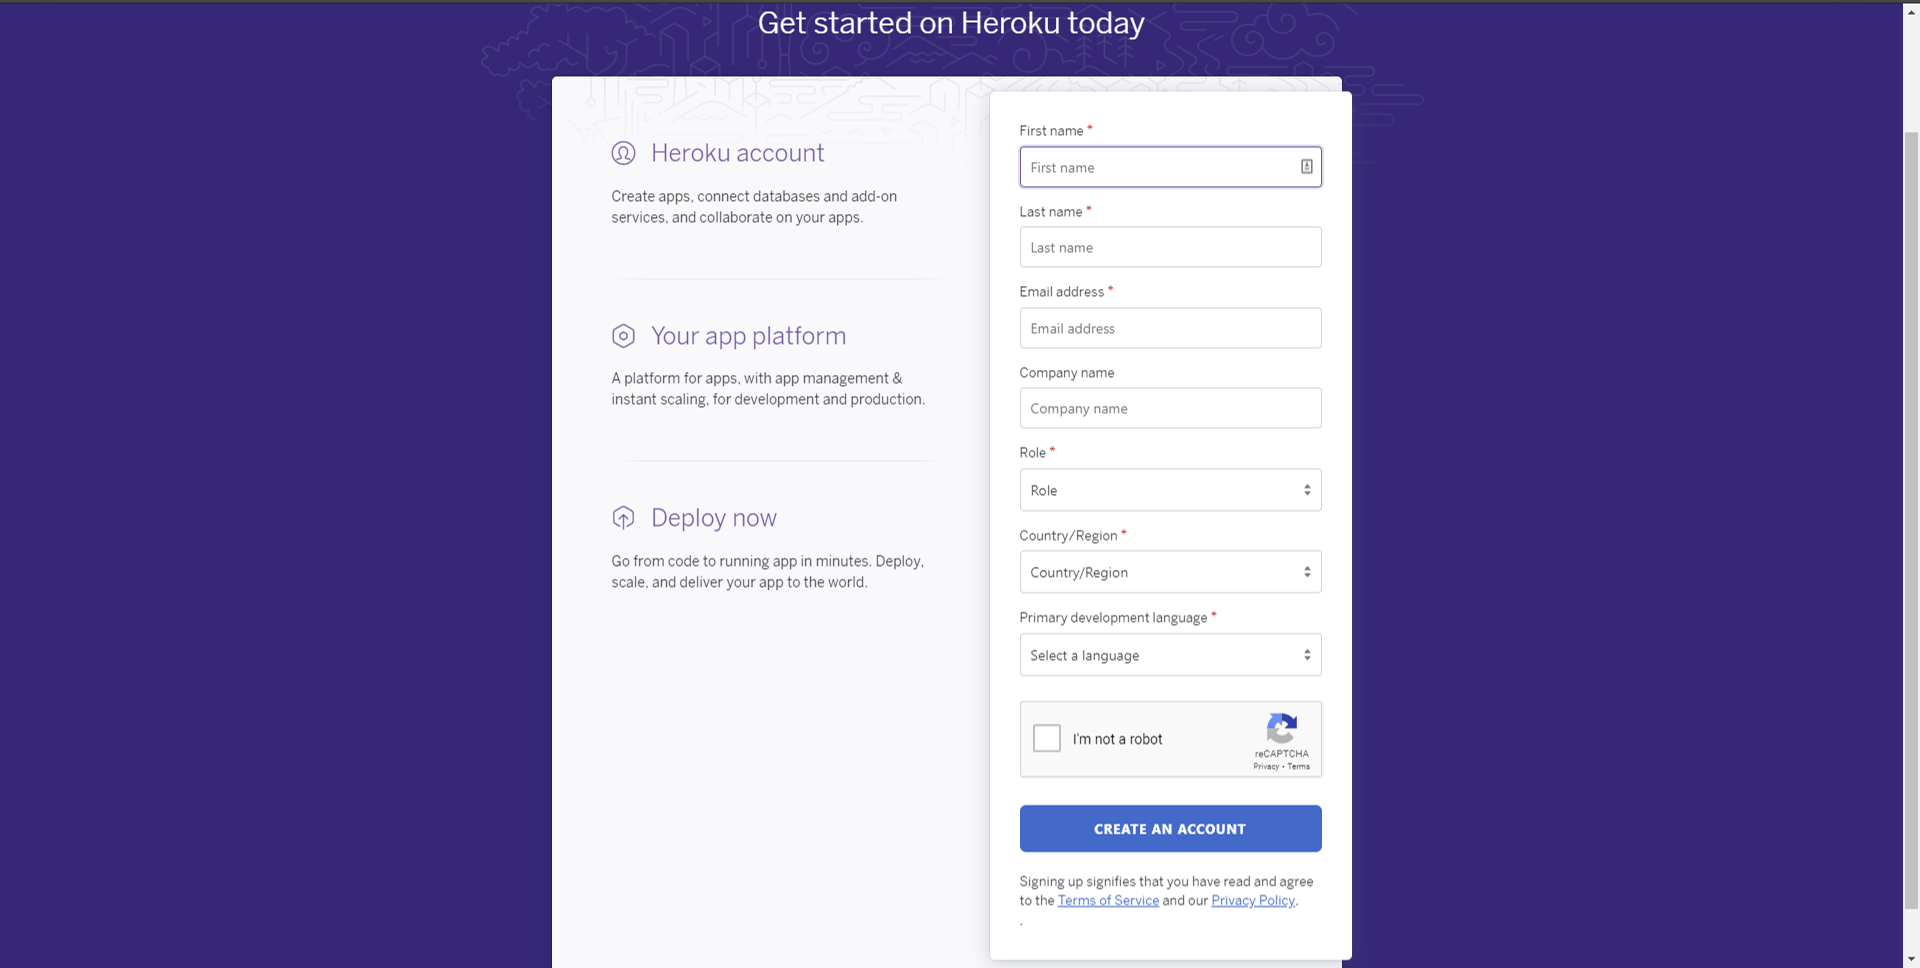 Get started on Heroku today
Heroku account
Create apps, connect databases and add-on
services, and collaborate on your apps.
Your app platform
A platform for apps, with app management &
instant scaling, for development and production.
Deploy now
Go from code to running app in minutes. Deploy,
scale, and deliver your app to the world.
First name *
First name
Last name *
Last name
Email address *
Email address
Company name
Company name
Role *
Role
Country/Region *
Country/Region
Primary development language *
Select a language
I'm not a robot
reCAPTCHA
Privacy • Terms
CREATE AN ACCOUNT
Signing up signifies that you have read and agree
to the Terms of Service and our Privacy Policy.
.